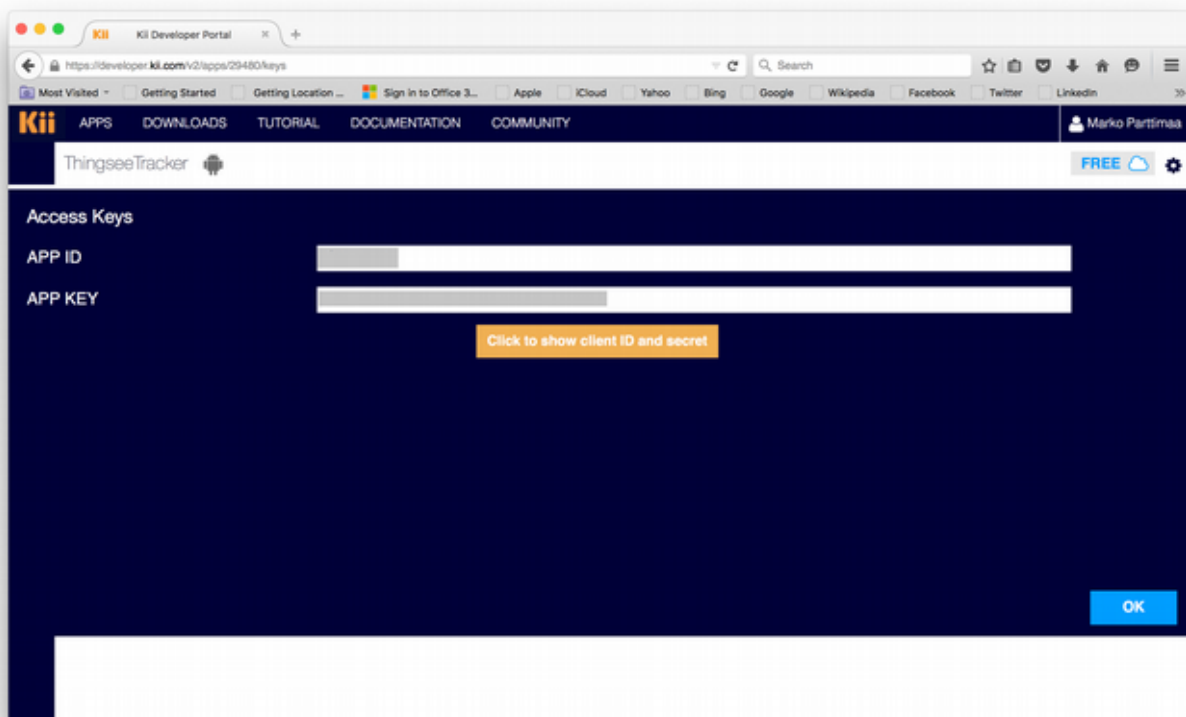 Kii Kii Developer Portal × +
https://developer.kii.com/v2/apps/29480/keys Search
Most Visited Getting Started Getting Location ... Sign in to Office 3... Apple iCloud Yahoo Bing Google Wikipedia Facebook Twitter LinkedIn »
Kii APPS DOWNLOADS TUTORIAL DOCUMENTATION COMMUNITY Marko Parttimaa
ThingseeTracker FREE
Access Keys
APP ID
APP KEY
Click to show client ID and secret
OK